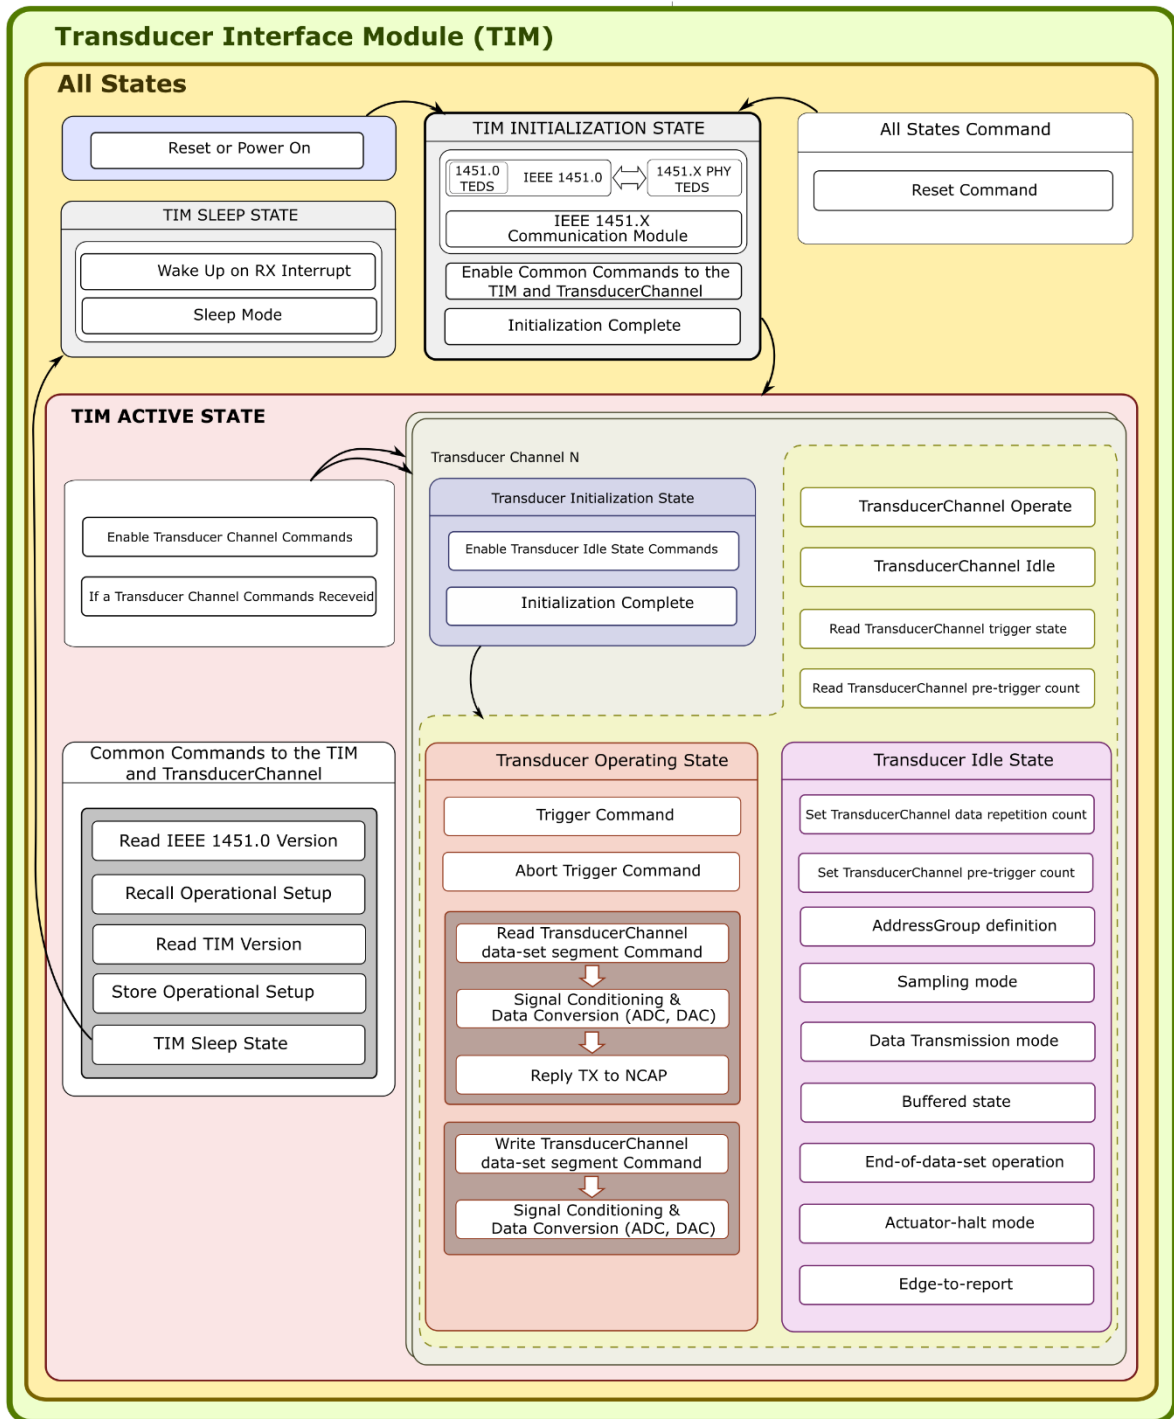 Transducer Interface Module (TIM)
All States
Reset or Power On
TIM INITIALIZATION STATE
1451.0
TEDS
IEEE 1451.0
1451.X PHY
TEDS
IEEE 1451.X
Communication Module
Enable Common Commands to the
TIM and TransducerChannel
Initialization Complete
All States Command
Reset Command
TIM SLEEP STATE
Wake Up on RX Interrupt
Sleep Mode
TIM ACTIVE STATE
Enable Transducer Channel Commands
If a Transducer Channel Commands Receveid
Common Commands to the TIM
and TransducerChannel
Read IEEE 1451.0 Version
Recall Operational Setup
Read TIM Version
Store Operational Setup
TIM Sleep State
Transducer Channel N
Transducer Initialization State
Enable Transducer Idle State Commands
Initialization Complete
TransducerChannel Operate
TransducerChannel Idle
Read TransducerChannel trigger state
Read TransducerChannel pre-trigger count
Transducer Operating State
Trigger Command
Abort Trigger Command
Read TransducerChannel
data-set segment Command
Signal Conditioning &
Data Conversion (ADC, DAC)
Reply TX to NCAP
Write TransducerChannel
data-set segment Command
Signal Conditioning &
Data Conversion (ADC, DAC)
Transducer Idle State
Set TransducerChannel data repetition count
Set TransducerChannel pre-trigger count
AddressGroup definition
Sampling mode
Data Transmission mode
Buffered state
End-of-data-set operation
Actuator-halt mode
Edge-to-report